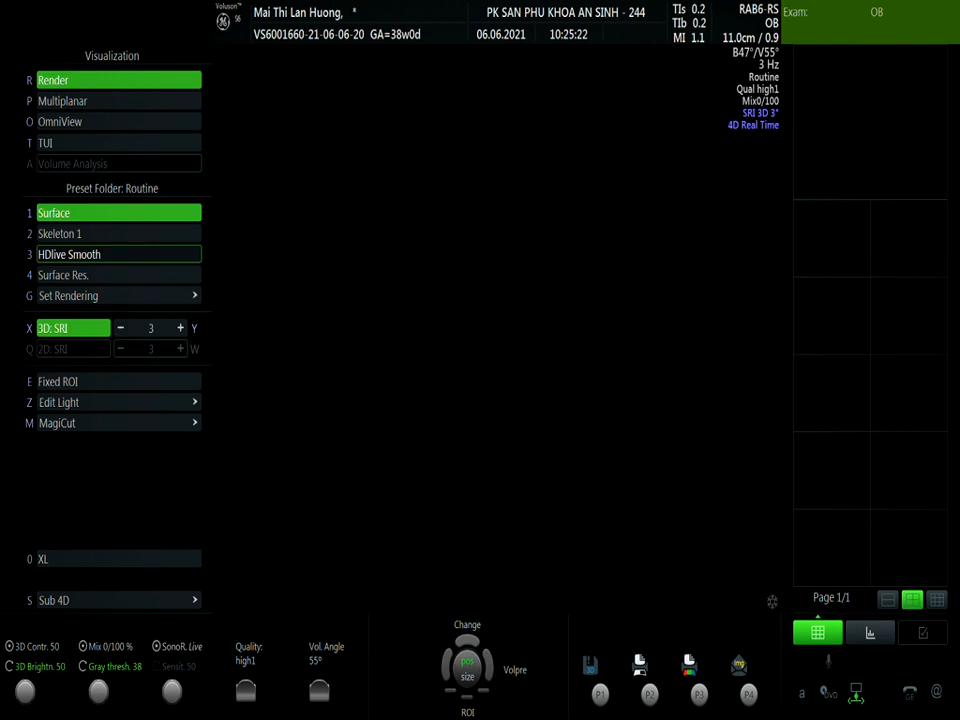 Voluson™
S6
Mai Thi Lan Huong, *
PK SAN PHU KHOA AN SINH - 244
VS6001660-21-06-06-20 GA=38w0d
06.06.2021 10:25:22
TIs 0.2
TIb 0.2
MI 1.1
RAB6-RS
OB
11.0cm / 0.9
B47°/V55°
3 Hz
Routine
Qual high1
Mix0/100
SRI 3D 3*
4D Real Time
Exam: OB
Visualization
R Render
P Multiplanar
O OmniView
T TUI
A Volume Analysis
Preset Folder: Routine
1 Surface
2 Skeleton 1
3 HDlive Smooth
4 Surface Res.
G Set Rendering >
X 3D: SRI − 3 + Y
Q 2D: SRI − 3 + W
E Fixed ROI
Z Edit Light >
M MagiCut >
0 XL
S Sub 4D >
3D Contr. 50
Mix 0/100 %
SonoR. Live
3D Brightn. 50
Gray thresh. 38
Sensit. 50
Quality:
high1
Vol. Angle
55°
Change
pos
size
Volpre
ROI
3D
img
P1 P2 P3 P4
Page 1/1
a DVD @